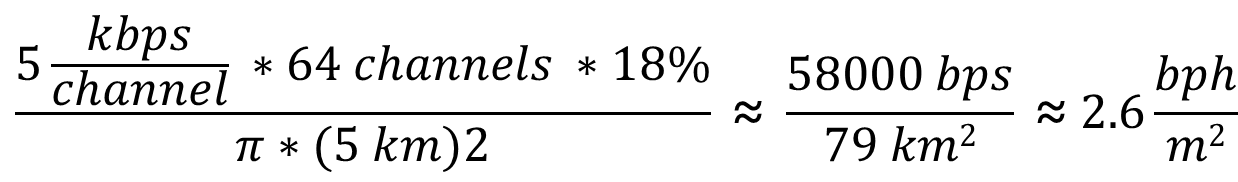 5 kbps/channel * 64 channels * 18% / π * (5 km)2 ≈ 58000 bps / 79 km² ≈ 2.6 bph/m²